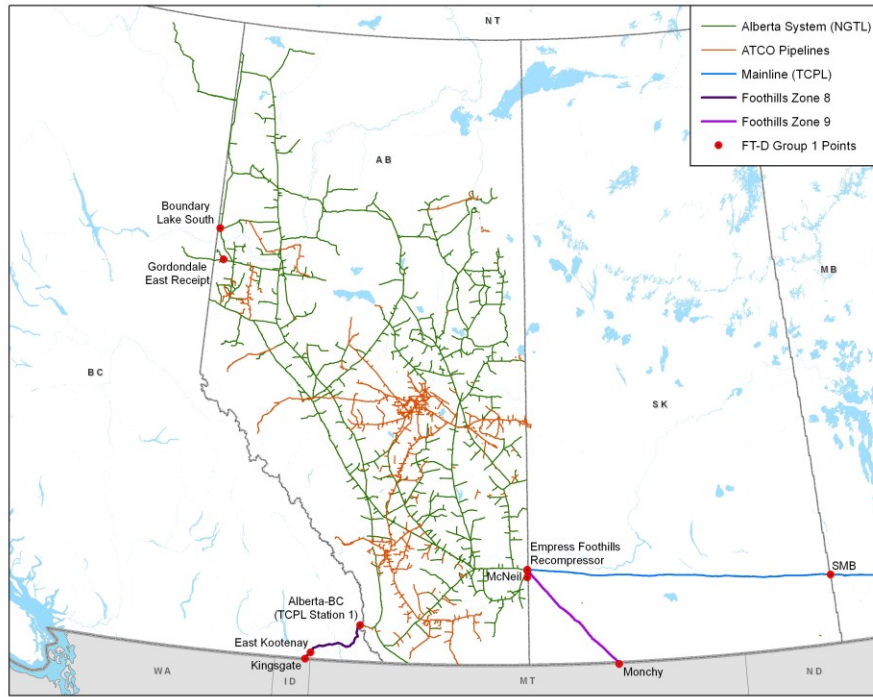 NT
Alberta System (NGTL)
ATCO Pipelines
Mainline (TCPL)
Foothills Zone 8
Foothills Zone 9
FT-D Group 1 Points
AB
Boundary
Lake South
Gordondale
East Receipt
MB
BC
SK
Empress Foothills
Recompressor
McNeil
SMB
Alberta-BC
(TCPL Station 1)
East Kootenay
Kingsgate
Monchy
WA
ID
MT
ND